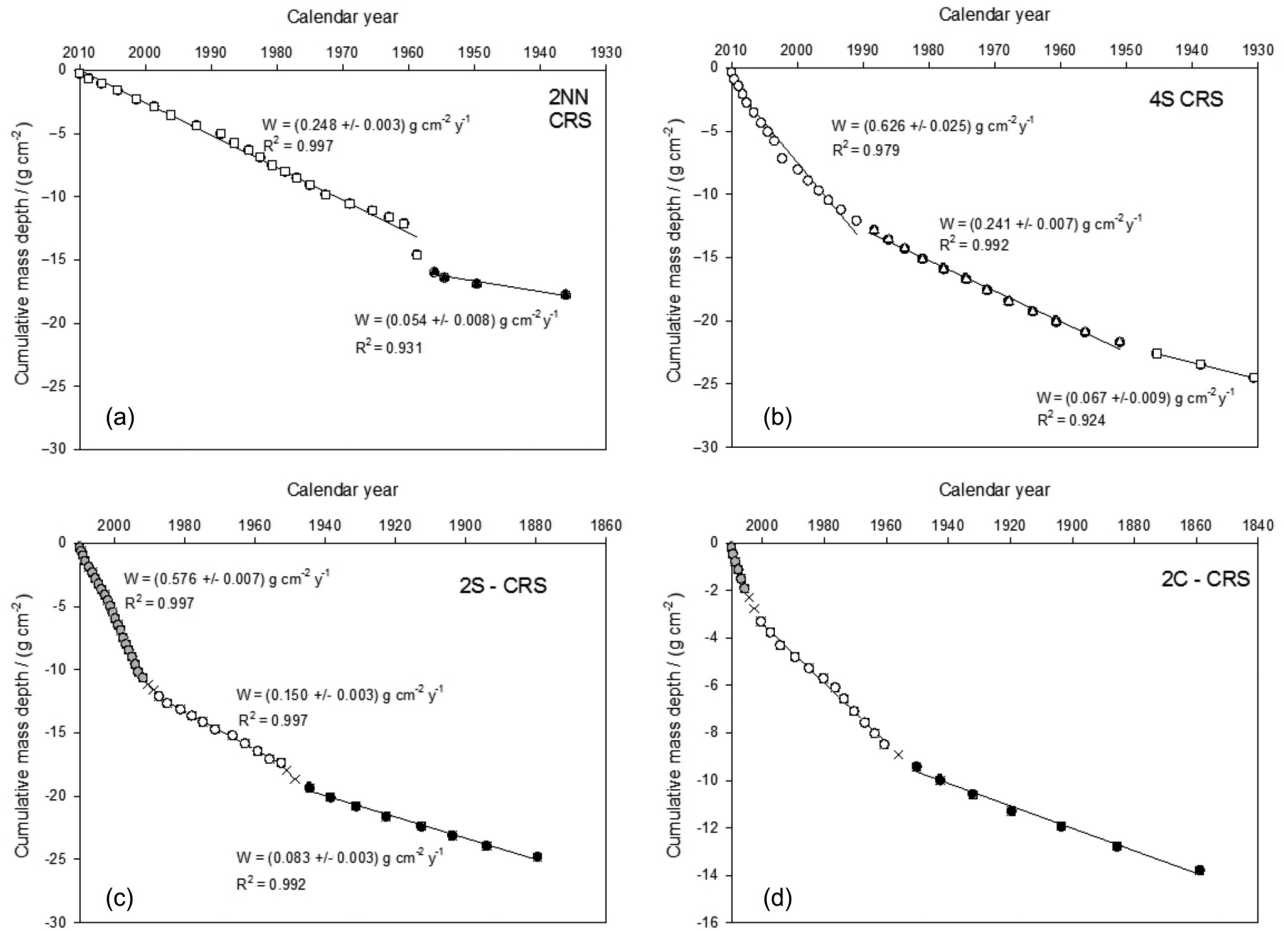 Calendar year
2010 2000 1990 1980 1970 1960 1950 1940 1930
0
−5
−10
−15
−20
−25
−30
Cumulative mass depth / (g cm-2)
2NN
CRS
W = (0.248 +/- 0.003) g cm-2 y-1
R2 = 0.997
W = (0.054 +/- 0.008) g cm-2 y-1
R2 = 0.931
(a)
Calendar year
2010 2000 1990 1980 1970 1960 1950 1940 1930
0
−5
−10
−15
−20
−25
−30
Cumulative mass depth / (g cm-2)
4S CRS
W = (0.626 +/- 0.025) g cm-2 y-1
R2 = 0.979
W = (0.241 +/- 0.007) g cm-2 y-1
R2 = 0.992
W = (0.067 +/-0.009) g cm-2 y-1
R2 = 0.924
(b)
Calendar year
2000 1980 1960 1940 1920 1900 1880 1860
0
-5
-10
-15
-20
-25
-30
Cumulative mass depth / (g cm-2)
2S - CRS
W = (0.576 +/- 0.007) g cm-2 y-1
R2 = 0.997
W = (0.150 +/- 0.003) g cm-2 y-1
R2 = 0.997
W = (0.083 +/- 0.003) g cm-2 y-1
R2 = 0.992
(c)
Calendar year
2000 1980 1960 1940 1920 1900 1880 1860 1840
0
-2
-4
-6
-8
-10
-12
-14
-16
Cumulative mass depth / (g cm-2)
2C - CRS
(d)